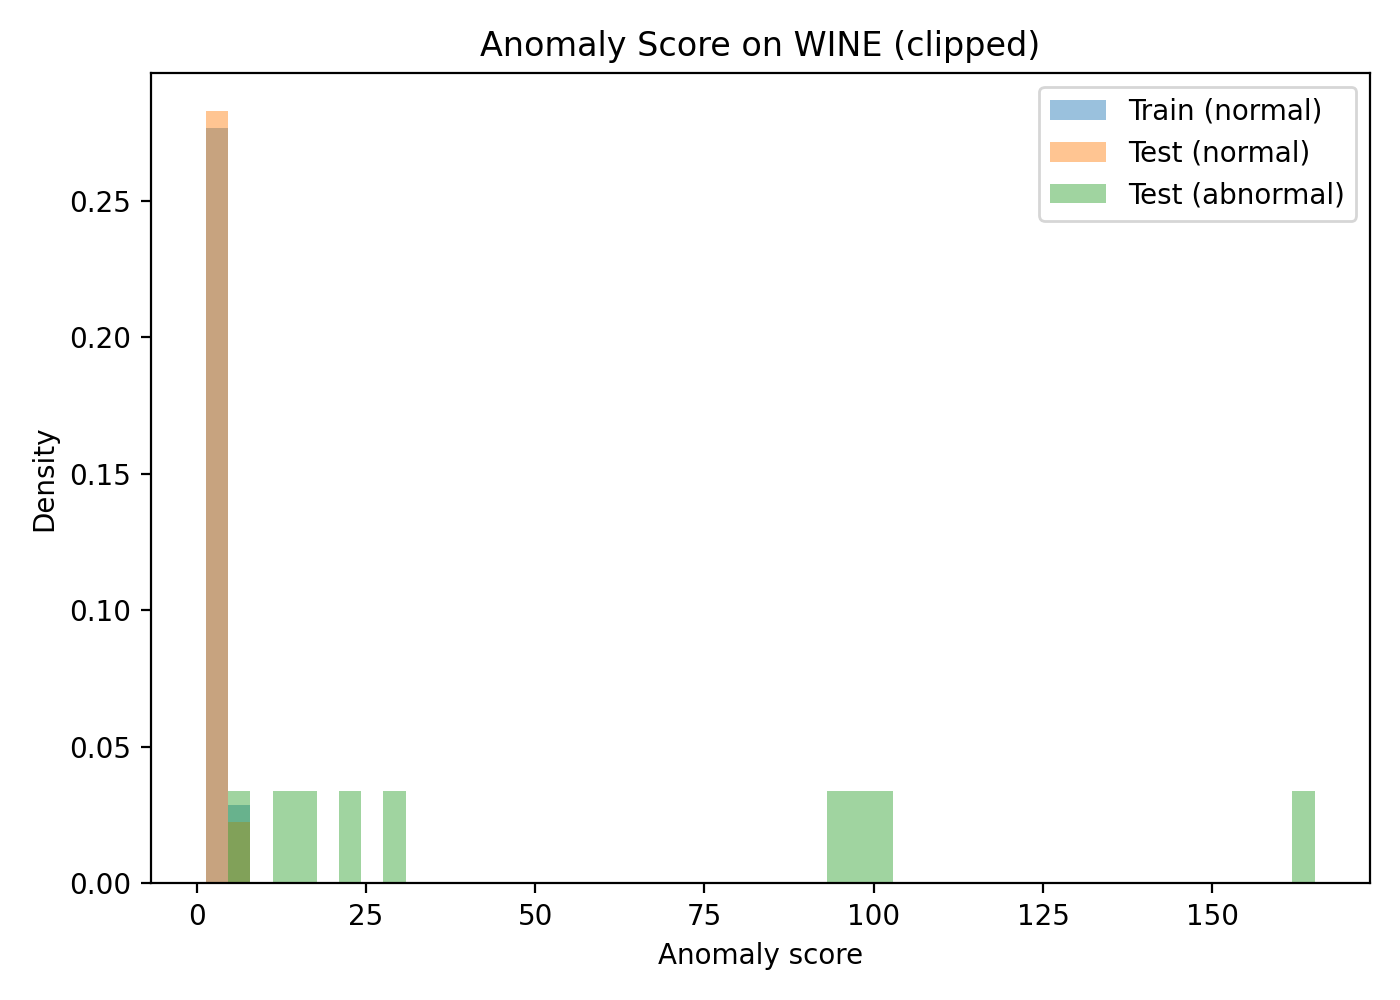 Anomaly Score on WINE (clipped)
Train (normal)
Test (normal)
Test (abnormal)
0.25
0.20
0.15
0.10
0.05
0.00
Density
0 25 50 75 100 125 150
Anomaly score